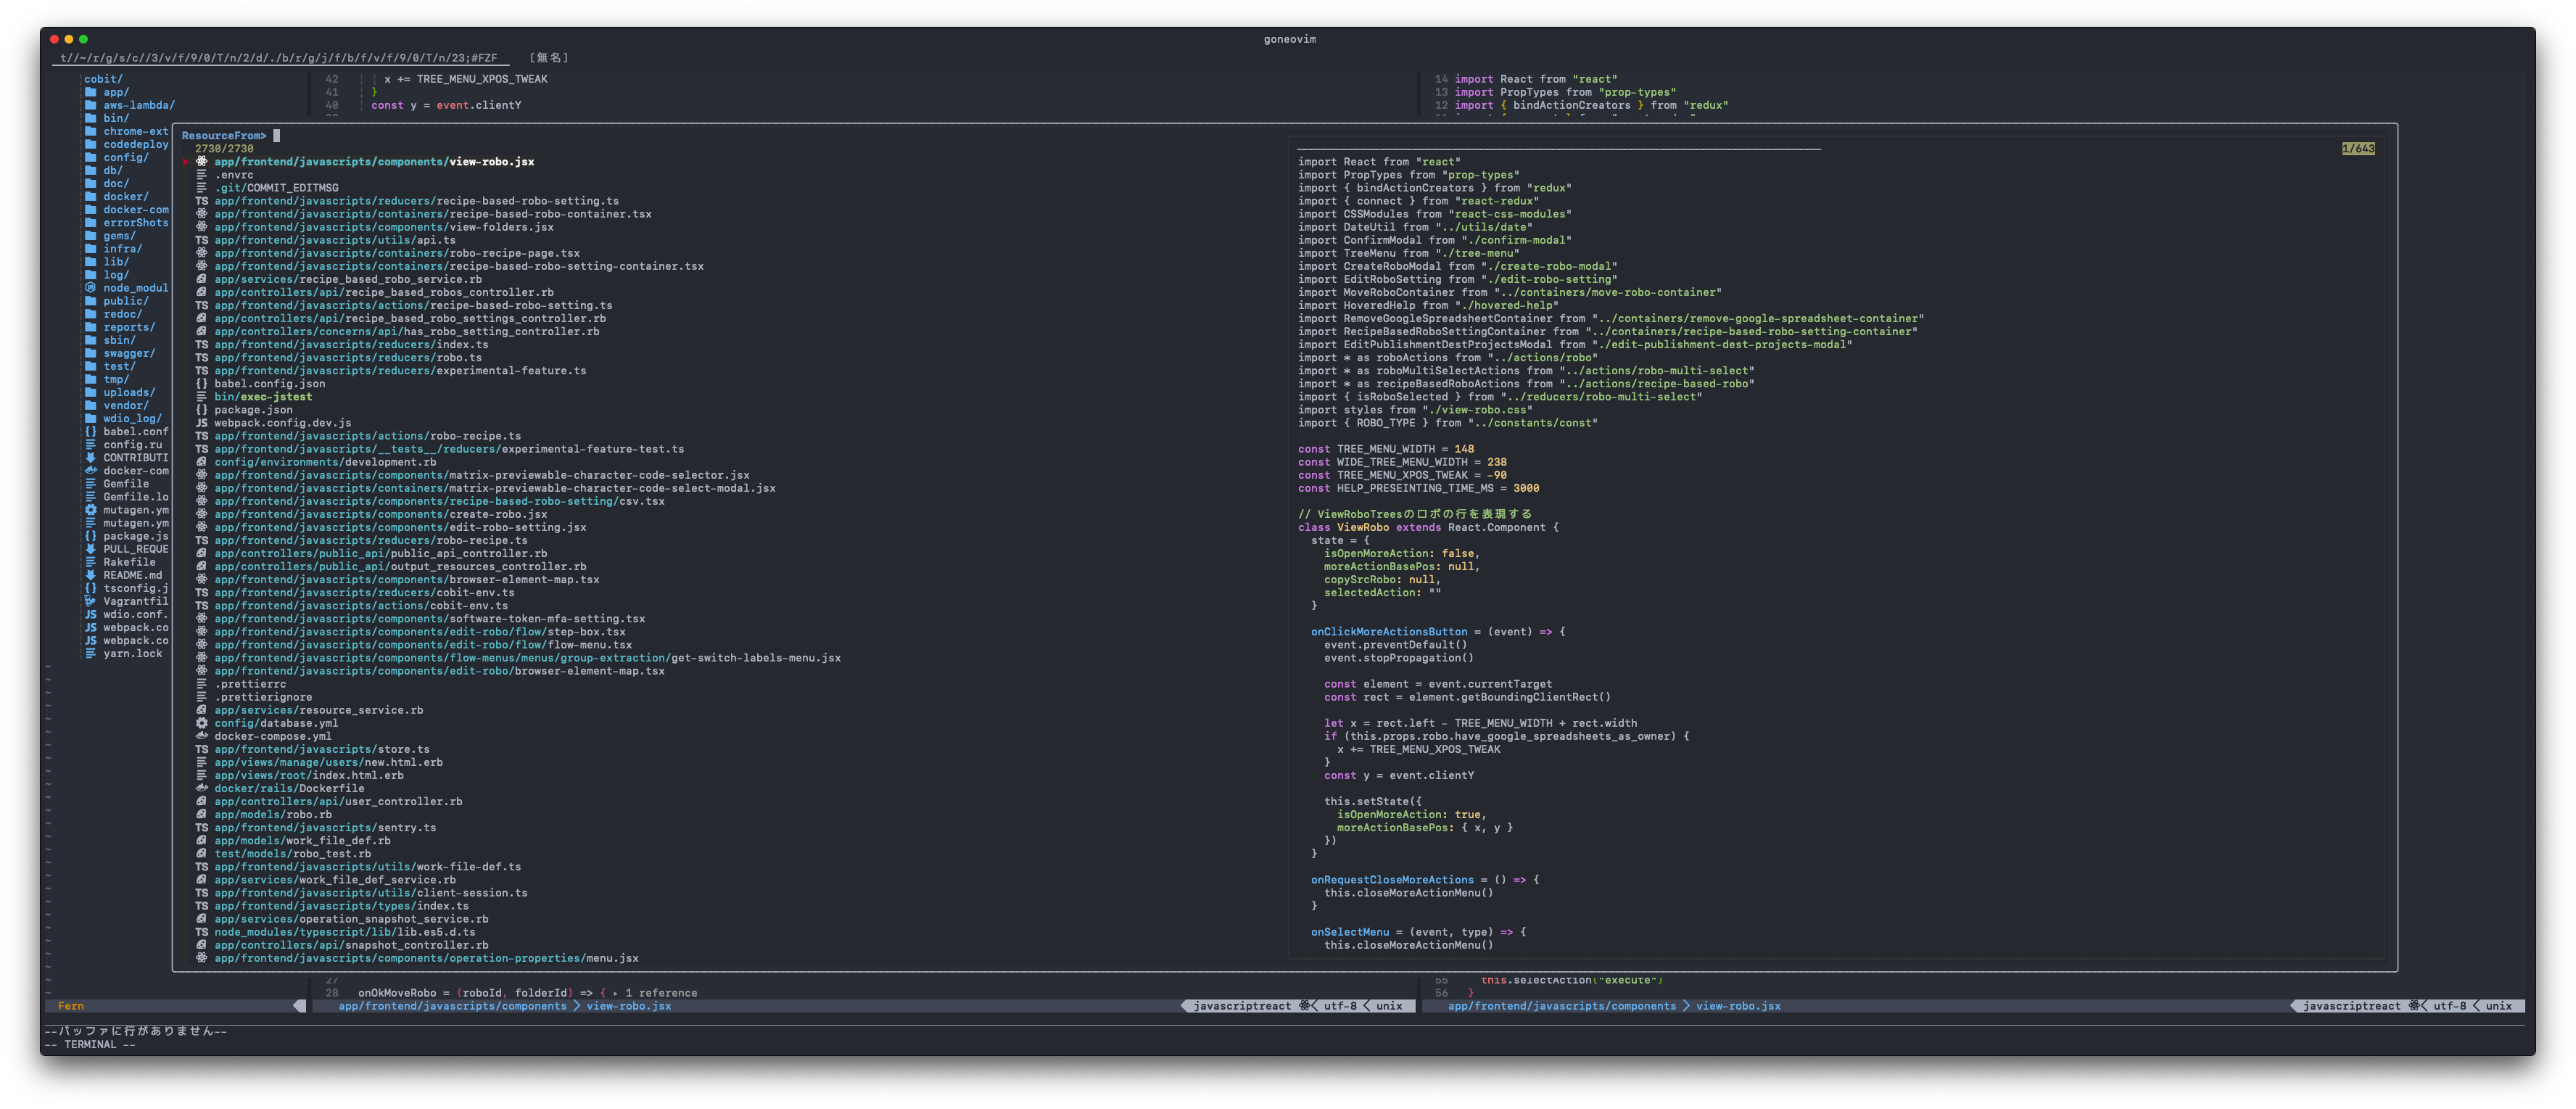 goneovim
t//~/r/g/s/c//3/v/f/9/0/T/n/2/d/./b/r/g/j/f/b/f/v/f/9/0/T/n/23;#FZF [無名]
cobit/
app/
aws-lambda/
bin/
chrome-ext
codedeploy
config/
db/
doc/
docker/
docker-com
errorShots
gems/
infra/
lib/
log/
node_modul
public/
redoc/
reports/
sbin/
swagger/
test/
tmp/
uploads/
vendor/
wdio_log/
babel.conf
config.ru
CONTRIBUTI
docker-com
Gemfile
Gemfile.lo
mutagen.ym
mutagen.ym
package.js
PULL_REQUE
Rakefile
README.md
tsconfig.j
Vagrantfil
wdio.conf.
webpack.co
webpack.co
yarn.lock
42 x += TREE_MENU_XPOS_TWEAK
41 }
40 const y = event.clientY
14 import React from "react"
13 import PropTypes from "prop-types"
12 import { bindActionCreators } from "redux"
ResourceFrom>
2730/2730
> app/frontend/javascripts/components/view-robo.jsx
.envrc
.git/COMMIT_EDITMSG
TS app/frontend/javascripts/reducers/recipe-based-robo-setting.ts
app/frontend/javascripts/containers/recipe-based-robo-container.tsx
app/frontend/javascripts/components/view-folders.jsx
TS app/frontend/javascripts/utils/api.ts
app/frontend/javascripts/containers/robo-recipe-page.tsx
app/frontend/javascripts/containers/recipe-based-robo-setting-container.tsx
app/services/recipe_based_robo_service.rb
app/controllers/api/recipe_based_robos_controller.rb
TS app/frontend/javascripts/actions/recipe-based-robo-setting.ts
app/controllers/api/recipe_based_robo_settings_controller.rb
app/controllers/concerns/api/has_robo_setting_controller.rb
TS app/frontend/javascripts/reducers/index.ts
TS app/frontend/javascripts/reducers/robo.ts
TS app/frontend/javascripts/reducers/experimental-feature.ts
{} babel.config.json
bin/exec-jstest
{} package.json
JS webpack.config.dev.js
TS app/frontend/javascripts/actions/robo-recipe.ts
TS app/frontend/javascripts/__tests__/reducers/experimental-feature-test.ts
config/environments/development.rb
app/frontend/javascripts/components/matrix-previewable-character-code-selector.jsx
app/frontend/javascripts/containers/matrix-previewable-character-code-select-modal.jsx
app/frontend/javascripts/components/recipe-based-robo-setting/csv.tsx
app/frontend/javascripts/components/create-robo.jsx
app/frontend/javascripts/components/edit-robo-setting.jsx
TS app/frontend/javascripts/reducers/robo-recipe.ts
app/controllers/public_api/public_api_controller.rb
app/controllers/public_api/output_resources_controller.rb
app/frontend/javascripts/components/browser-element-map.tsx
TS app/frontend/javascripts/reducers/cobit-env.ts
TS app/frontend/javascripts/actions/cobit-env.ts
app/frontend/javascripts/components/software-token-mfa-setting.tsx
app/frontend/javascripts/components/edit-robo/flow/step-box.tsx
app/frontend/javascripts/components/edit-robo/flow/flow-menu.tsx
app/frontend/javascripts/components/flow-menus/menus/group-extraction/get-switch-labels-menu.jsx
app/frontend/javascripts/components/edit-robo/browser-element-map.tsx
.prettierrc
.prettierignore
app/services/resource_service.rb
config/database.yml
docker-compose.yml
TS app/frontend/javascripts/store.ts
app/views/manage/users/new.html.erb
app/views/root/index.html.erb
docker/rails/Dockerfile
app/controllers/api/user_controller.rb
app/models/robo.rb
TS app/frontend/javascripts/sentry.ts
app/models/work_file_def.rb
test/models/robo_test.rb
TS app/frontend/javascripts/utils/work-file-def.ts
app/services/work_file_def_service.rb
TS app/frontend/javascripts/utils/client-session.ts
TS app/frontend/javascripts/types/index.ts
app/services/operation_snapshot_service.rb
TS node_modules/typescript/lib/lib.es5.d.ts
app/controllers/api/snapshot_controller.rb
app/frontend/javascripts/components/operation-properties/menu.jsx
1/643
import React from "react"
import PropTypes from "prop-types"
import { bindActionCreators } from "redux"
import { connect } from "react-redux"
import CSSModules from "react-css-modules"
import DateUtil from "../utils/date"
import ConfirmModal from "./confirm-modal"
import TreeMenu from "./tree-menu"
import CreateRoboModal from "./create-robo-modal"
import EditRoboSetting from "./edit-robo-setting"
import MoveRoboContainer from "../containers/move-robo-container"
import HoveredHelp from "./hovered-help"
import RemoveGoogleSpreadsheetContainer from "../containers/remove-google-spreadsheet-container"
import RecipeBasedRoboSettingContainer from "../containers/recipe-based-robo-setting-container"
import EditPublishmentDestProjectsModal from "./edit-publishment-dest-projects-modal"
import * as roboActions from "../actions/robo"
import * as roboMultiSelectActions from "../actions/robo-multi-select"
import * as recipeBasedRoboActions from "../actions/recipe-based-robo"
import { isRoboSelected } from "../reducers/robo-multi-select"
import styles from "./view-robo.css"
import { ROBO_TYPE } from "../constants/const"
const TREE_MENU_WIDTH = 148
const WIDE_TREE_MENU_WIDTH = 238
const TREE_MENU_XPOS_TWEAK = -90
const HELP_PRESEINTING_TIME_MS = 3000
// ViewRoboTreesのロボの行を表現する
class ViewRobo extends React.Component {
state = {
isOpenMoreAction: false,
moreActionBasePos: null,
copySrcRobo: null,
selectedAction: ""
}
onClickMoreActionsButton = (event) => {
event.preventDefault()
event.stopPropagation()
const element = event.currentTarget
const rect = element.getBoundingClientRect()
let x = rect.left - TREE_MENU_WIDTH + rect.width
if (this.props.robo.have_google_spreadsheets_as_owner) {
x += TREE_MENU_XPOS_TWEAK
}
const y = event.clientY
this.setState({
isOpenMoreAction: true,
moreActionBasePos: { x, y }
})
}
onRequestCloseMoreActions = () => {
this.closeMoreActionMenu()
}
onSelectMenu = (event, type) => {
this.closeMoreActionMenu()
27
28 onOkMoveRobo = (roboId, folderId) => { ▸ 1 reference
55 this.selectAction("execute")
56 }
Fern
app/frontend/javascripts/components view-robo.jsx javascriptreact utf-8 unix
app/frontend/javascripts/components view-robo.jsx javascriptreact utf-8 unix
--バッファに行がありません--
-- TERMINAL --